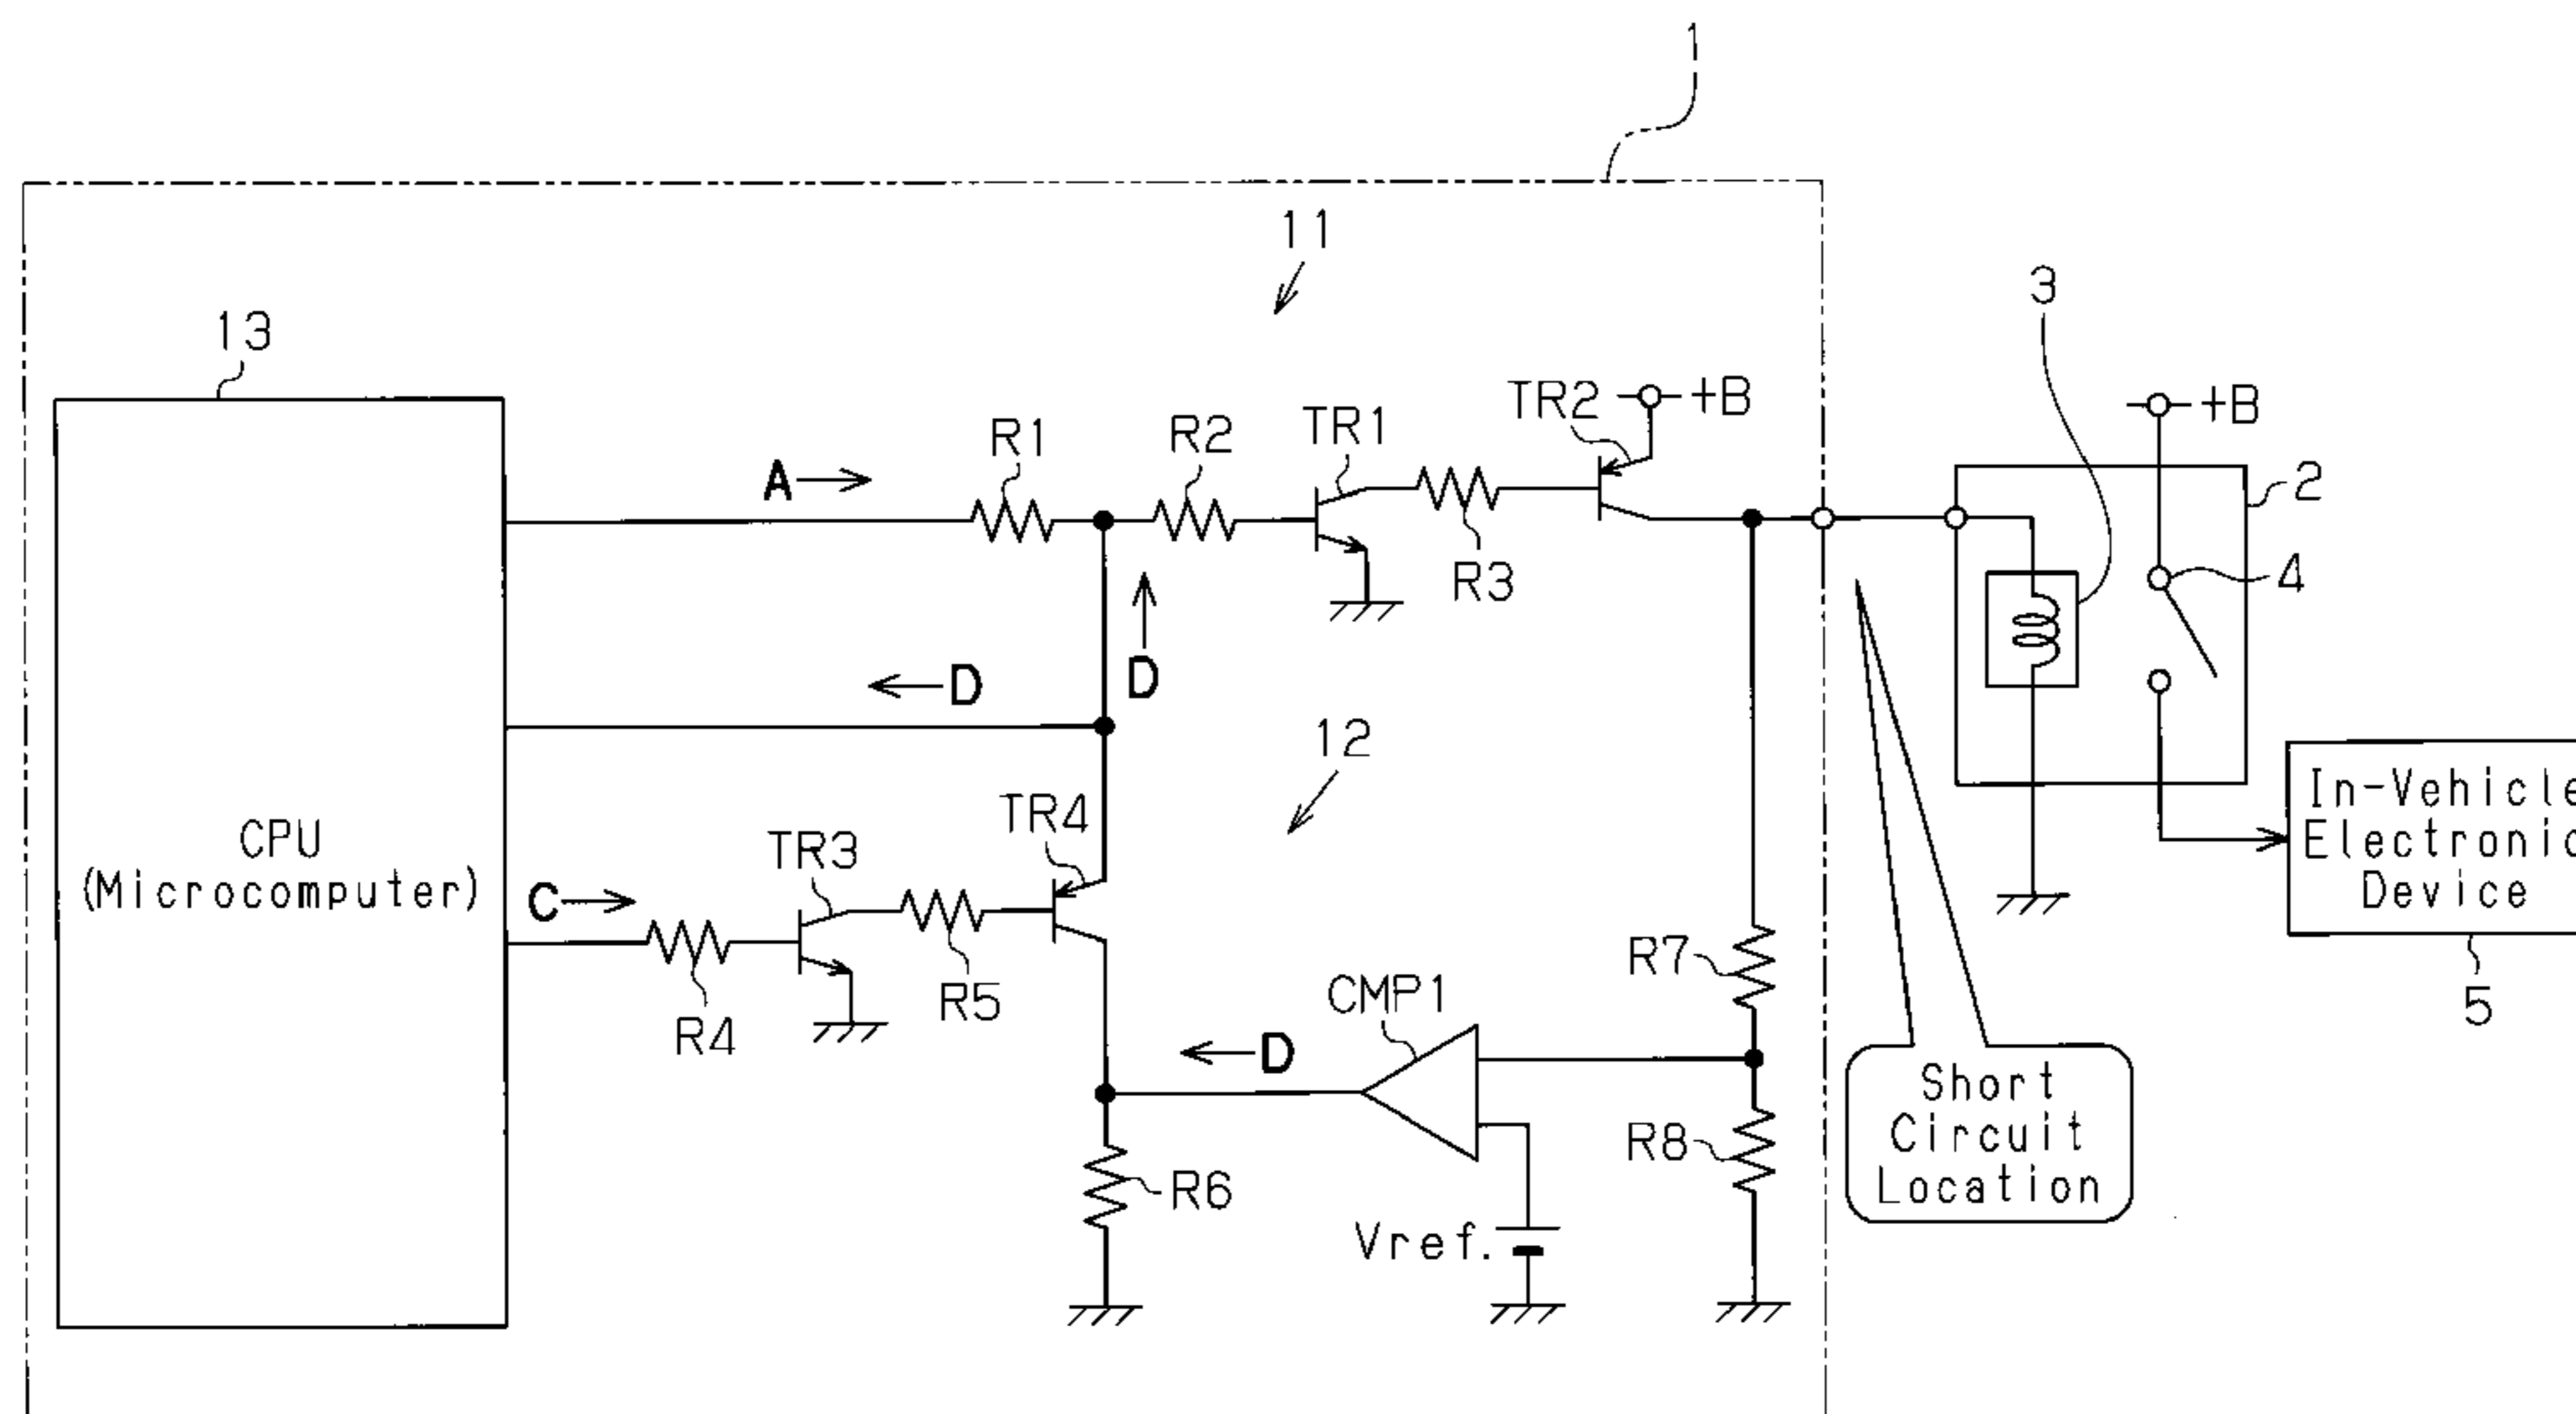 1
11
13
3
TR2
+B
+B
R1
R2
TR1
A
2
R3
4
D
D
12
In-Vehicle
Electronic
Device
CPU
(Microcomputer)
TR3
TR4
C
R7
5
R4
R5
CMP1
D
Short
Circuit
Location
R8
R6
Vref.